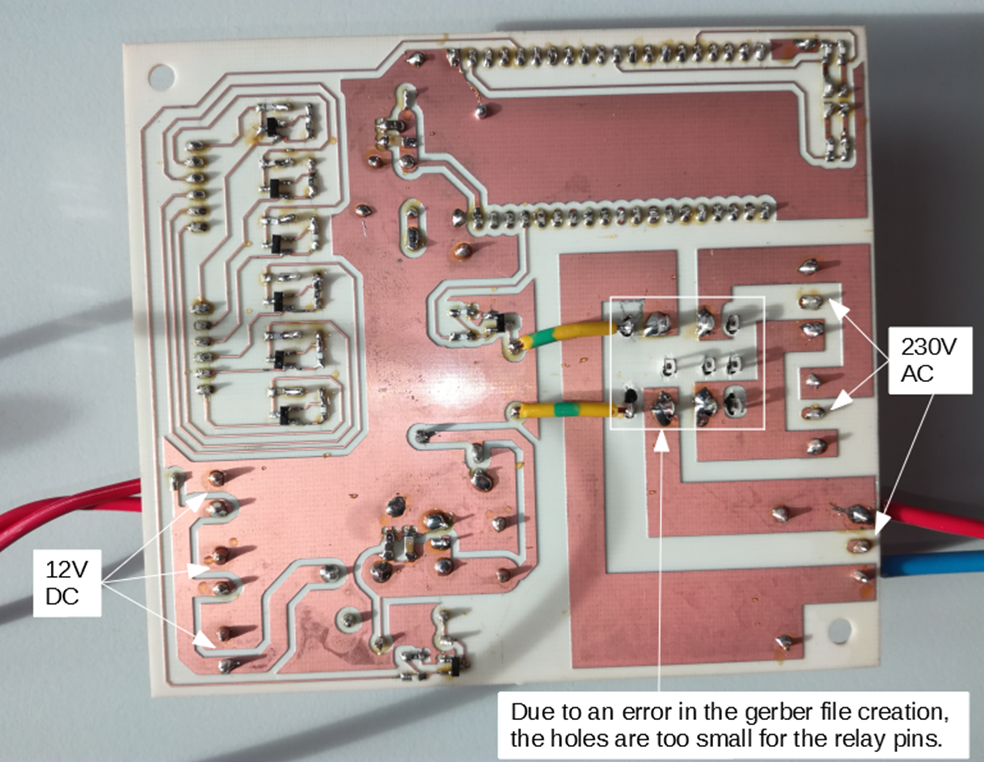 230V
AC
12V
DC
Due to an error in the gerber file creation,
the holes are too small for the relay pins.